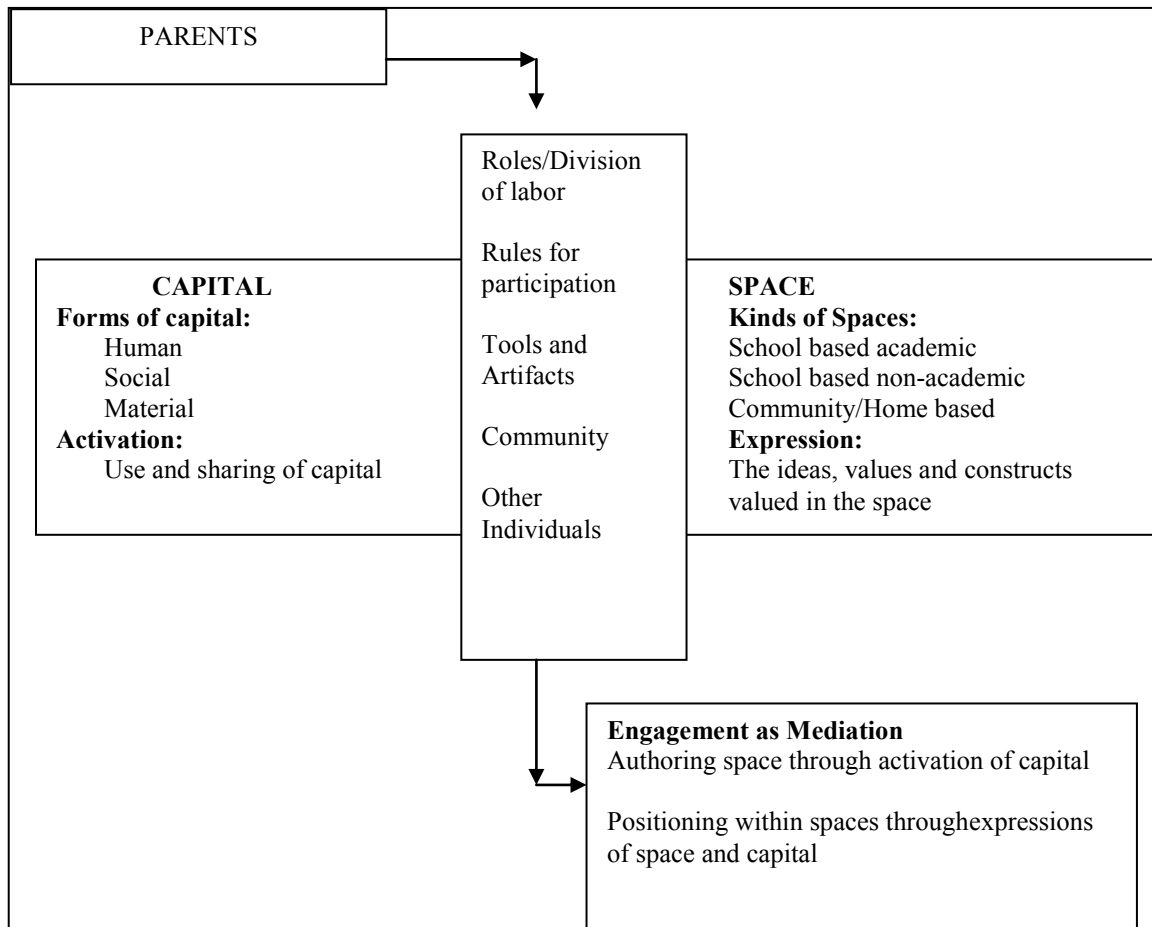 PARENTS
Roles/Division
of labor
Rules for
participation
Tools and
Artifacts
Community
Other
Individuals
CAPITAL
Forms of capital:
Human
Social
Material
Activation:
Use and sharing of capital
SPACE
Kinds of Spaces:
School based academic
School based non-academic
Community/Home based
Expression:
The ideas, values and constructs
valued in the space
Engagement as Mediation
Authoring space through activation of capital
Positioning within spaces throughexpressions
of space and capital